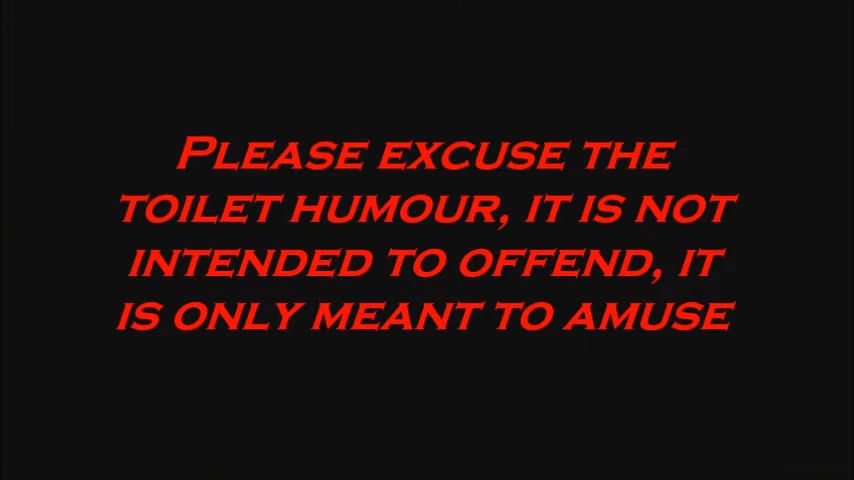 Please excuse the
toilet humour, it is not
intended to offend, it
is only meant to amuse